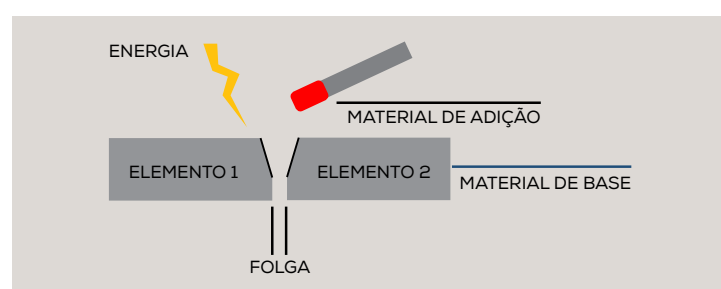 ENERGIA
MATERIAL DE ADIÇÃO
ELEMENTO 1
ELEMENTO 2
MATERIAL DE BASE
FOLGA